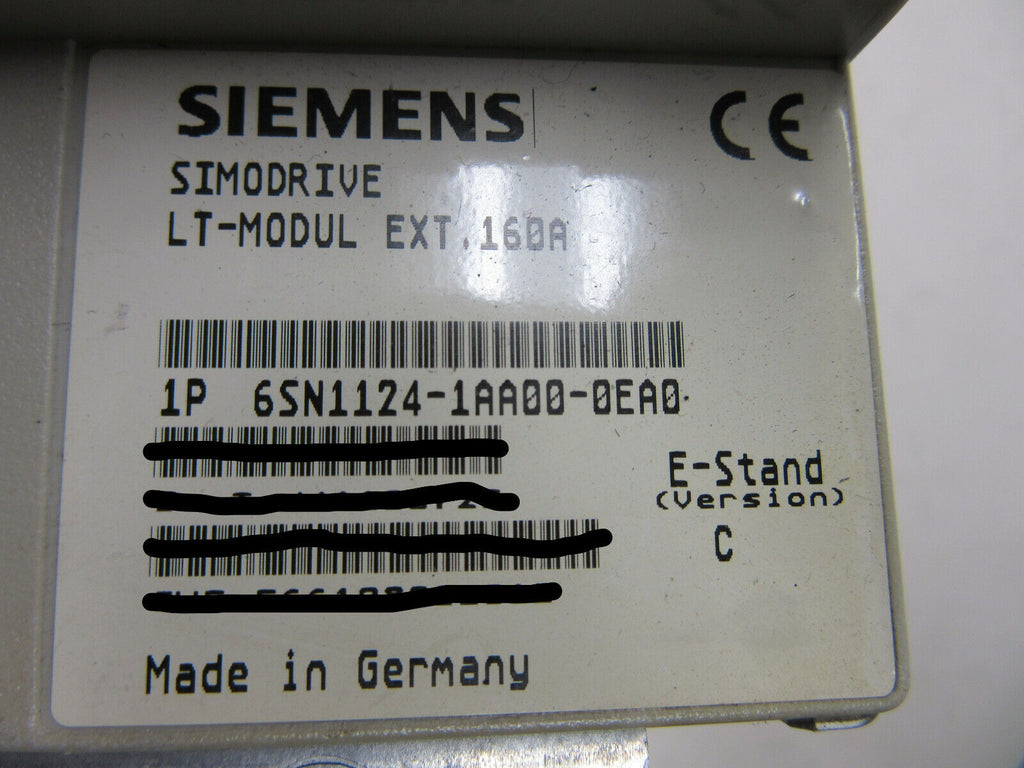 SIEMENS
CE
SIMODRIVE
LT-MODUL EXT.160A
1P 6SN1124-1AA00-0EA0
E-Stand
(Version)
C
Made in Germany